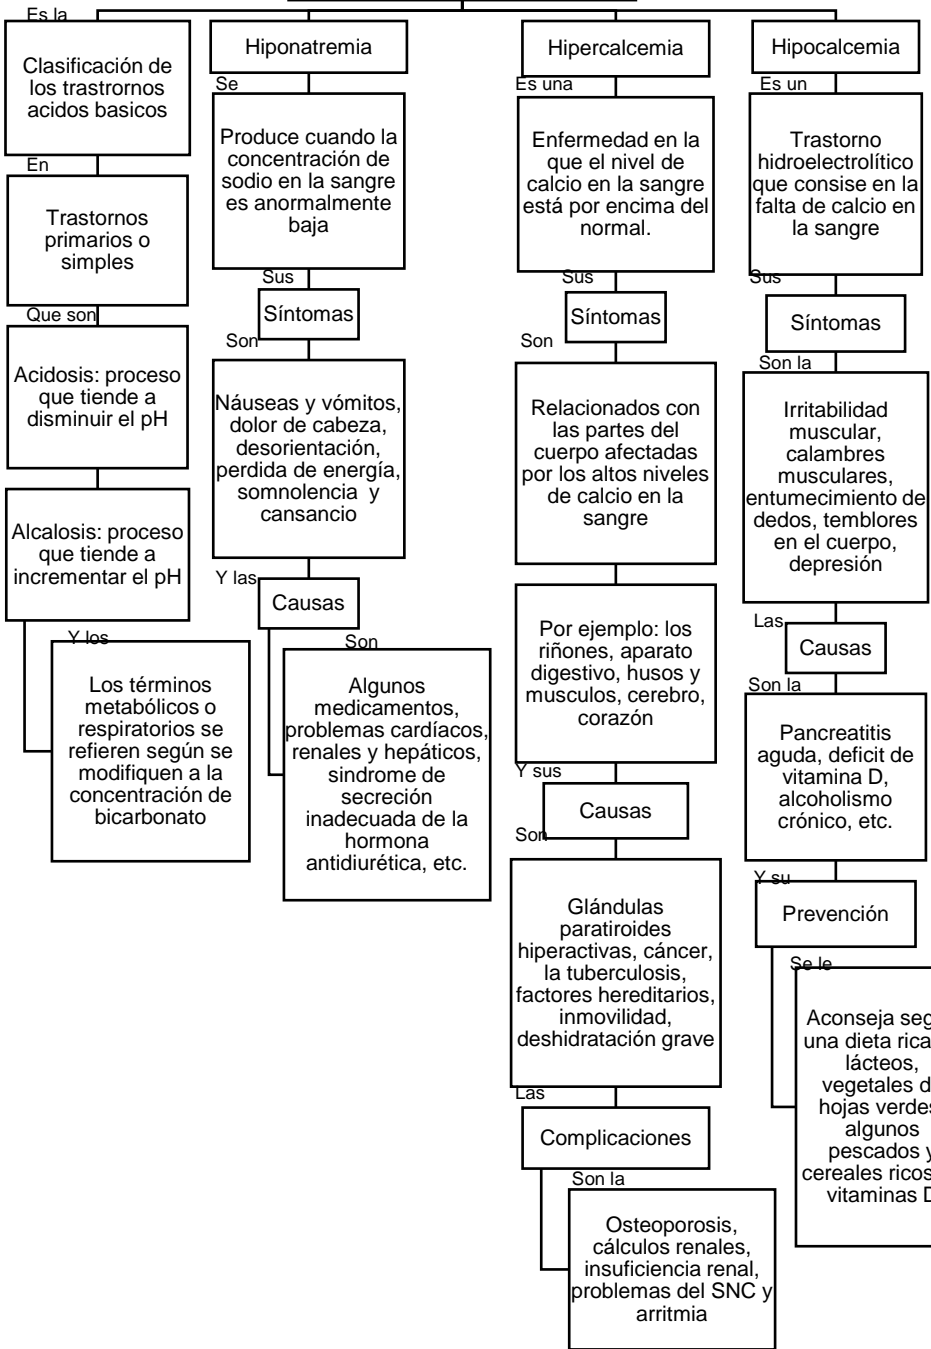 Es la
Clasificación de
los trastrornos
acidos basicos
En
Trastornos
primarios o
simples
Que son
Acidosis: proceso
que tiende a
disminuir el pH
Alcalosis: proceso
que tiende a
incrementar el pH
Y los
Los términos
metabólicos o
respiratorios se
refieren según se
modifiquen a la
concentración de
bicarbonato
Hiponatremia
Se
Produce cuando la
concentración de
sodio en la sangre
es anormalmente
baja
Sus
Síntomas
Son
Náuseas y vómitos,
dolor de cabeza,
desorientación,
perdida de energía,
somnolencia y
cansancio
Y las
Causas
Son
Algunos
medicamentos,
problemas cardíacos,
renales y hepáticos,
sindrome de
secreción
inadecuada de la
hormona
antidiurética, etc.
Hipercalcemia
Es una
Enfermedad en la
que el nivel de
calcio en la sangre
está por encima del
normal.
Sus
Síntomas
Son
Relacionados con
las partes del
cuerpo afectadas
por los altos niveles
de calcio en la
sangre
Por ejemplo: los
riñones, aparato
digestivo, husos y
musculos, cerebro,
corazón
Y sus
Causas
Son
Glándulas
paratiroides
hiperactivas, cáncer,
la tuberculosis,
factores hereditarios,
inmovilidad,
deshidratación grave
Las
Complicaciones
Son la
Osteoporosis,
cálculos renales,
insuficiencia renal,
problemas del SNC y
arritmia
Hipocalcemia
Es un
Trastorno
hidroelectrolítico
que consise en la
falta de calcio en
la sangre
Sus
Síntomas
Son la
Irritabilidad
muscular,
calambres
musculares,
entumecimiento de
dedos, temblores
en el cuerpo,
depresión
Las
Causas
Son la
Pancreatitis
aguda, deficit de
vitamina D,
alcoholismo
crónico, etc.
Y su
Prevención
Se le
Aconseja
una dieta rica
lácteos,
vegetales
hojas verdes
algunos
pescados y
cereales ricos
vitaminas D